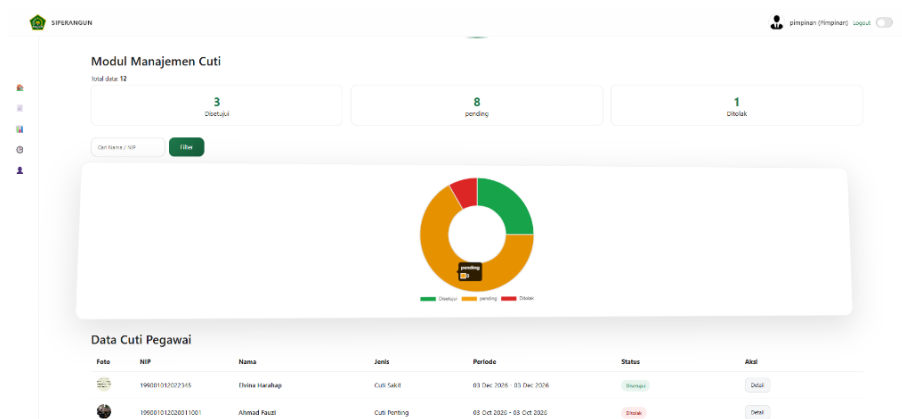 SIPERANGUN
pimpinan (Pimpinan) Logout
Modul Manajemen Cuti
Total data: 12
3
Disetujui
8
pending
1
Ditolak
Cari Nama / NIP
Filter
pending
8
Disetujui pending Ditolak
Data Cuti Pegawai
Foto NIP Nama Jenis Periode Status Aksi
Elvina Harahap Cuti Sakit 03 Dec 2026 - 03 Dec 2026 Disetujui Detail
Ahmad Fauzi Cuti Penting 03 Oct 2026 - 03 Oct 2026 Ditolak Detail